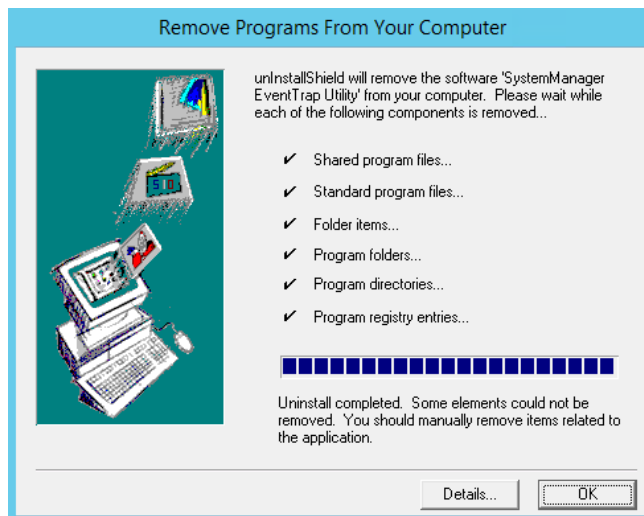 Remove Programs From Your Computer
unInstallShield will remove the software 'SystemManager
EventTrap Utility' from your computer.  Please wait while
each of the following components is removed...
✔ Shared program files...
✔ Standard program files...
✔ Folder items...
✔ Program folders...
✔ Program directories...
✔ Program registry entries...
Uninstall completed.  Some elements could not be
removed.  You should manually remove items related to
the application.
Details...
OK